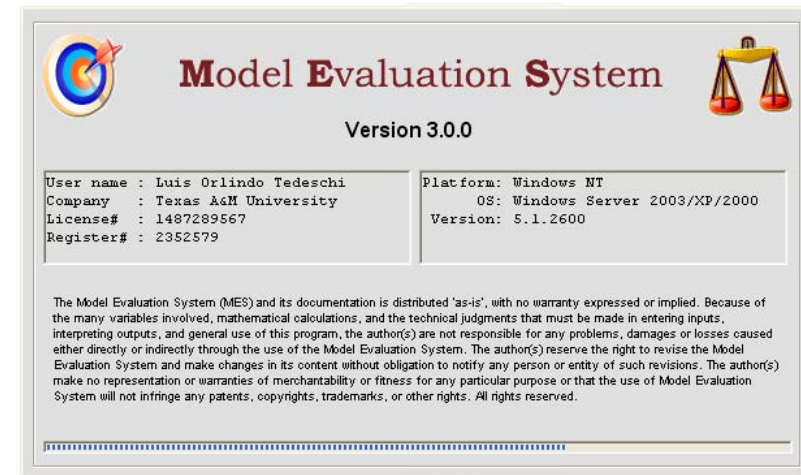 Model Evaluation System
Version 3.0.0
User name : Luis Orlindo Tedeschi
Company : Texas A&M University
License# : 1487289567
Register# : 2352579
Platform: Windows NT
OS: Windows Server 2003/XP/2000
Version: 5.1.2600
The Model Evaluation System (MES) and its documentation is distributed 'as-is', with no warranty expressed or implied. Because of
the many variables involved, mathematical calculations, and the technical judgments that must be made in entering inputs,
interpreting outputs, and general use of this program, the author(s) are not responsible for any problems, damages or losses caused
either directly or indirectly through the use of the Model Evaluation System. The author(s) reserve the right to revise the Model
Evaluation System and make changes in its content without obligation to notify any person or entity of such revisions. The author(s)
make no representation or warranties of merchantability or fitness for any particular purpose or that the use of Model Evaluation
System will not infringe any patents, copyrights, trademarks, or other rights. All rights reserved.